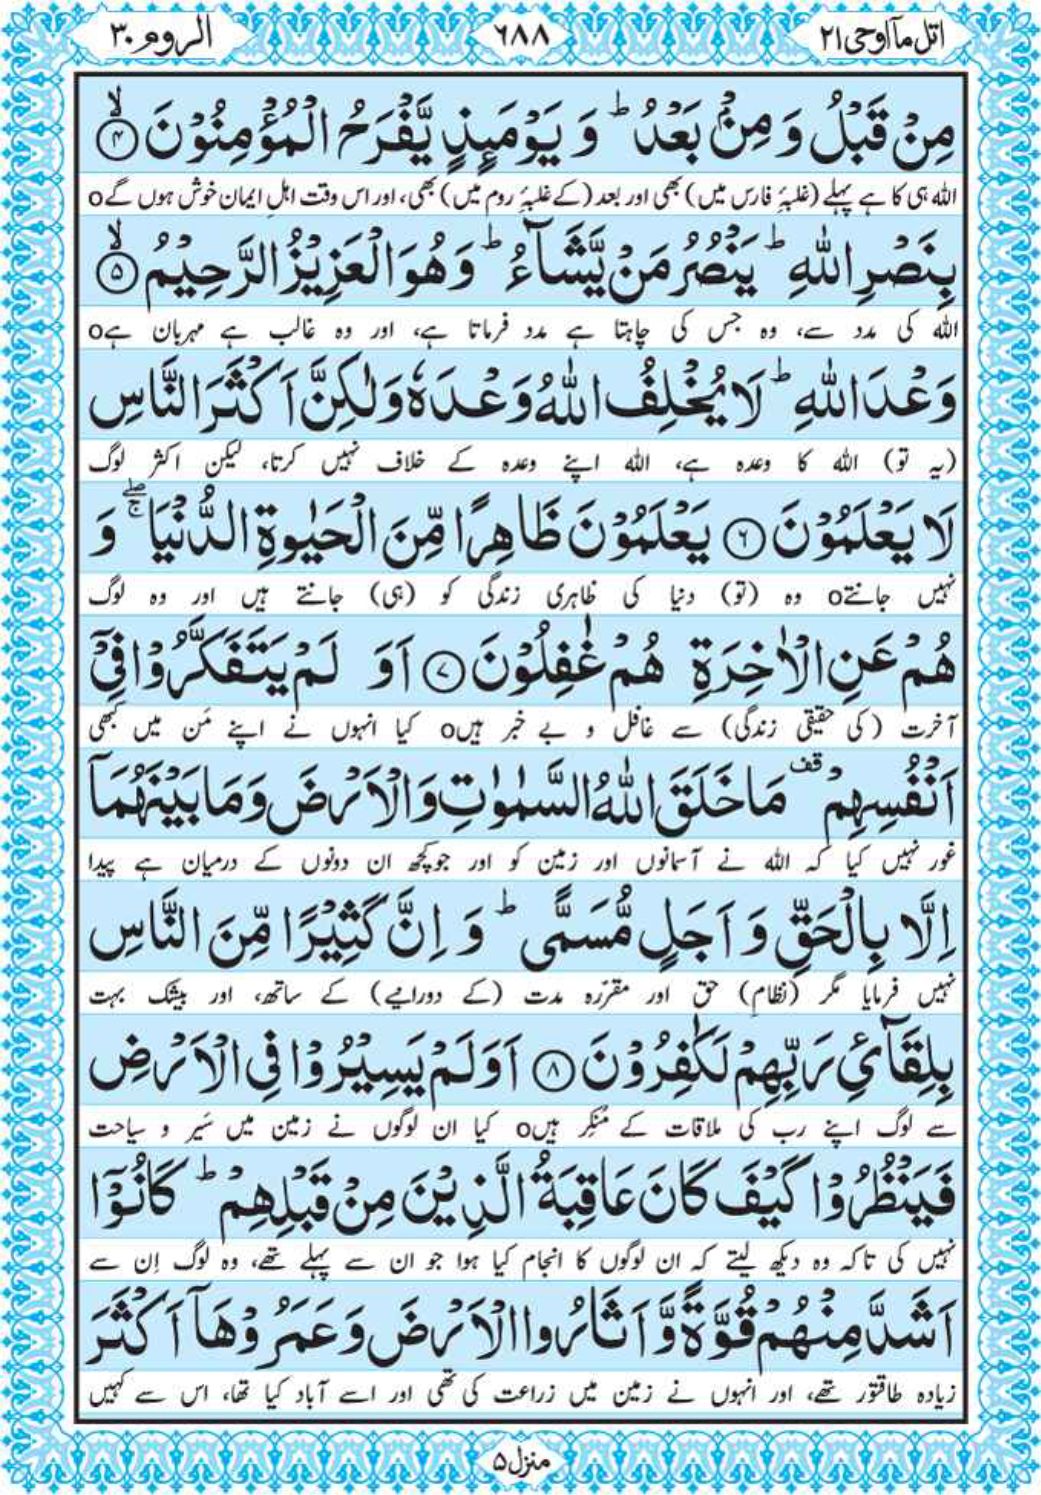 اتل مآاوحی ۲۱ ۶۸۸ الروم ۳۰
مِنْ قَبْلُ وَ مِنْۢ بَعْدُ ؕ وَ یَوْمَىِٕذٍ یَّفْرَحُ الْمُؤْمِنُوْنَ ۙ﴿۴﴾
اللہ ہی کا ہے پہلے (غلبۂ فارس میں) بھی اور بعد (کے غلبۂ روم میں) بھی، اور اس وقت اہلِ ایمان خوش ہوں گےo
بِنَصْرِ اللّٰهِ ؕ یَنْصُرُ مَنْ یَّشَآءُ ؕ وَ هُوَ الْعَزِیْزُ الرَّحِیْمُ ۙ﴿۵﴾
اللہ کی مدد سے، وہ جس کی چاہتا ہے مدد فرماتا ہے، اور وہ غالب ہے مہربان ہےo
وَعْدَ اللّٰهِ ؕ لَا یُخْلِفُ اللّٰهُ وَعْدَهٗ وَلٰكِنَّ اَكْثَرَ النَّاسِ
(یہ تو) اللہ کا وعدہ ہے، اللہ اپنے وعدہ کے خلاف نہیں کرتا، لیکن اکثر لوگ
لَا یَعْلَمُوْنَ ﴿۶﴾ یَعْلَمُوْنَ ظَاهِرًا مِّنَ الْحَیٰوةِ الدُّنْیَا ۖۚ وَ
نہیں جانتےo وہ (تو) دنیا کی ظاہری زندگی کو (ہی) جانتے ہیں اور وہ لوگ
هُمْ عَنِ الْاٰخِرَةِ هُمْ غٰفِلُوْنَ ﴿۷﴾ اَوَ لَمْ یَتَفَكَّرُوْا فِیْۤ
آخرت (کی حقیقی زندگی) سے غافل و بے خبر ہیںo کیا انہوں نے اپنے مَن میں کبھی
اَنْفُسِهِمْ ۫ مَا خَلَقَ اللّٰهُ السَّمٰوٰتِ وَ الْاَرْضَ وَ مَا بَیْنَهُمَاۤ
غور نہیں کیا کہ اللہ نے آسمانوں اور زمین کو اور جوکچھ ان دونوں کے درمیان ہے پیدا
اِلَّا بِالْحَقِّ وَ اَجَلٍ مُّسَمًّی ؕ وَ اِنَّ كَثِیْرًا مِّنَ النَّاسِ
نہیں فرمایا مگر (نظامِ) حق اور مقرّرہ مدت (کے دورانیے) کے ساتھ، اور بیشک بہت
بِلِقَآئِ رَبِّهِمْ لَكٰفِرُوْنَ ﴿۸﴾ اَوَ لَمْ یَسِیْرُوْا فِی الْاَرْضِ
سے لوگ اپنے رب کی ملاقات کے مُنکِر ہیںo کیا ان لوگوں نے زمین میں سَیر و سیاحت
فَیَنْظُرُوْا كَیْفَ كَانَ عَاقِبَةُ الَّذِیْنَ مِنْ قَبْلِهِمْ ؕ كَانُوْۤا
نہیں کی تاکہ وہ دیکھ لیتے کہ ان لوگوں کا انجام کیا ہوا جو ان سے پہلے تھے، وہ لوگ اِن سے
اَشَدَّ مِنْهُمْ قُوَّةً وَّ اَثَارُوا الْاَرْضَ وَ عَمَرُوْهَاۤ اَكْثَرَ
زیادہ طاقتور تھے، اور انہوں نے زمین میں زراعت کی تھی اور اسے آباد کیا تھا، اس سے کہیں
منزل ۵